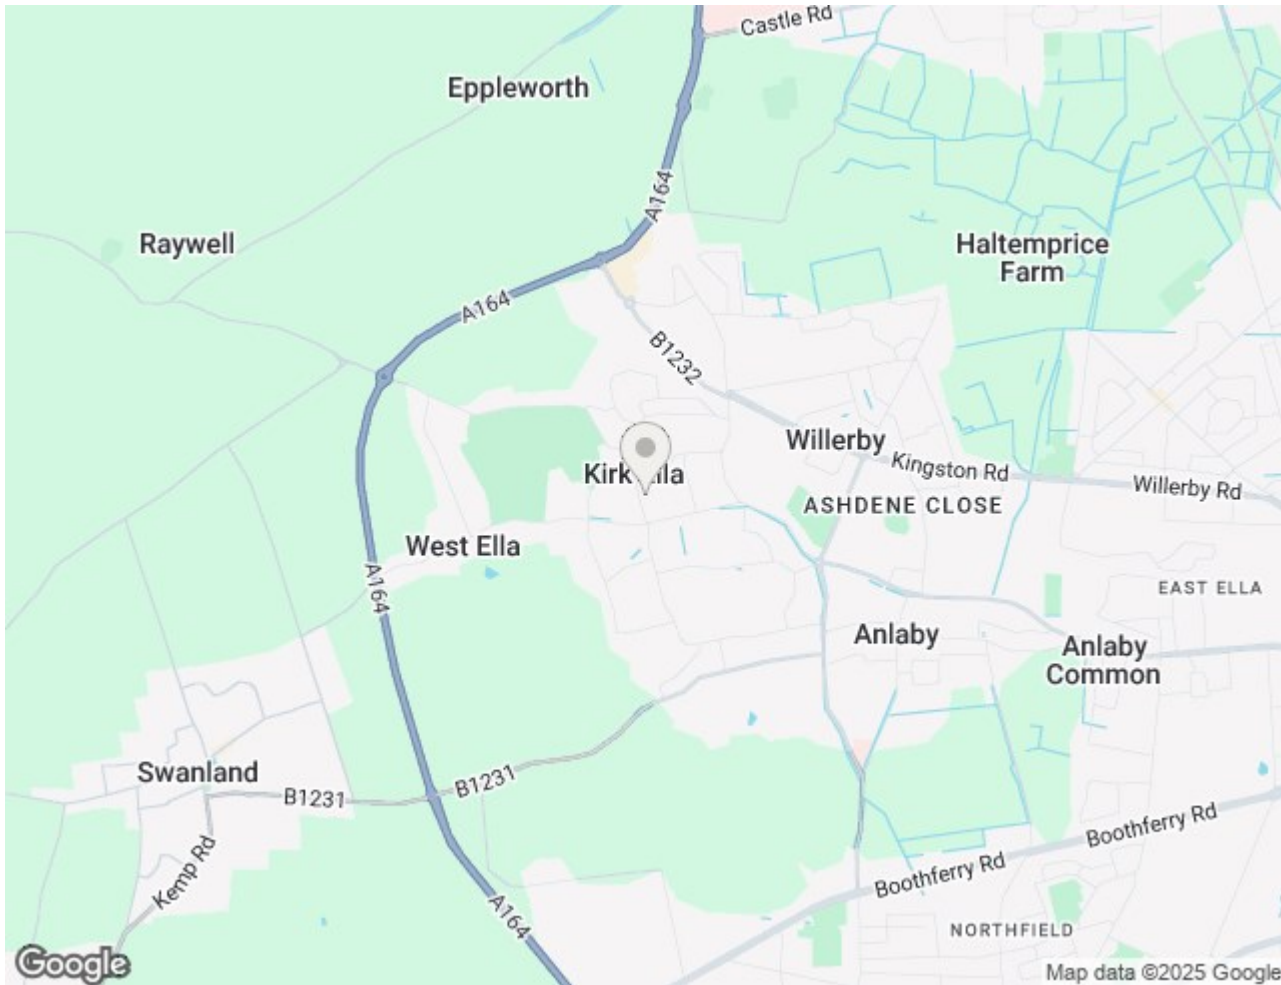 Castle Rd
Eppleworth
A164
Raywell
Haltemprice
Farm
A164
B1232
Willerby
Kingston Rd
Willerby Rd
Kirk Ella
ASHDENE CLOSE
West Ella
A164
EAST ELLA
Anlaby
Anlaby
Common
Swanland
B1231
B1231
Kemp Rd
Boothferry Rd
Boothferry Rd
A164
NORTHFIELD
Google
Map data ©2025 Google